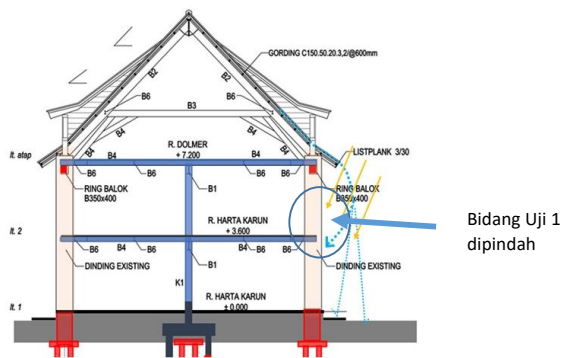 GORDING C150.50.20.3,2/@600mm
B2
B2
B6
B3
B6
B4
B4
R. DOLMER
+ 7.200
B4
B4
B4
B4
LISTPLANK 3/30
lt. atap
B6
B6
B1
B6
B6
RING BALOK
B350x400
RING BALOK
B350x400
Bidang Uji 1
dipindah
R. HARTA KARUN
+ 3.600
lt. 2
B6
B4
B6
B1
B6
B4
B6
DINDING EXISTING
DINDING EXISTING
K1
R. HARTA KARUN
± 0.000
lt. 1